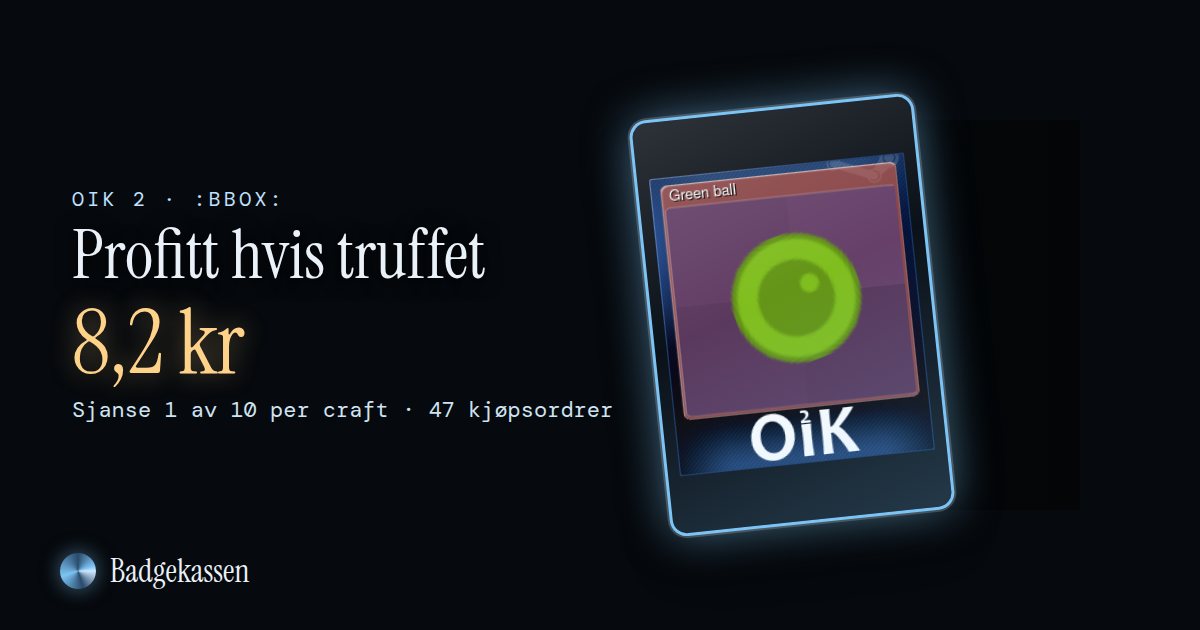 OIK 2 · :BBOX:
Profitt hvis truffet
8,2 kr
Sjanse 1 av 10 per craft · 47 kjøpsordrer
Green ball
OiK
2
Badgekassen